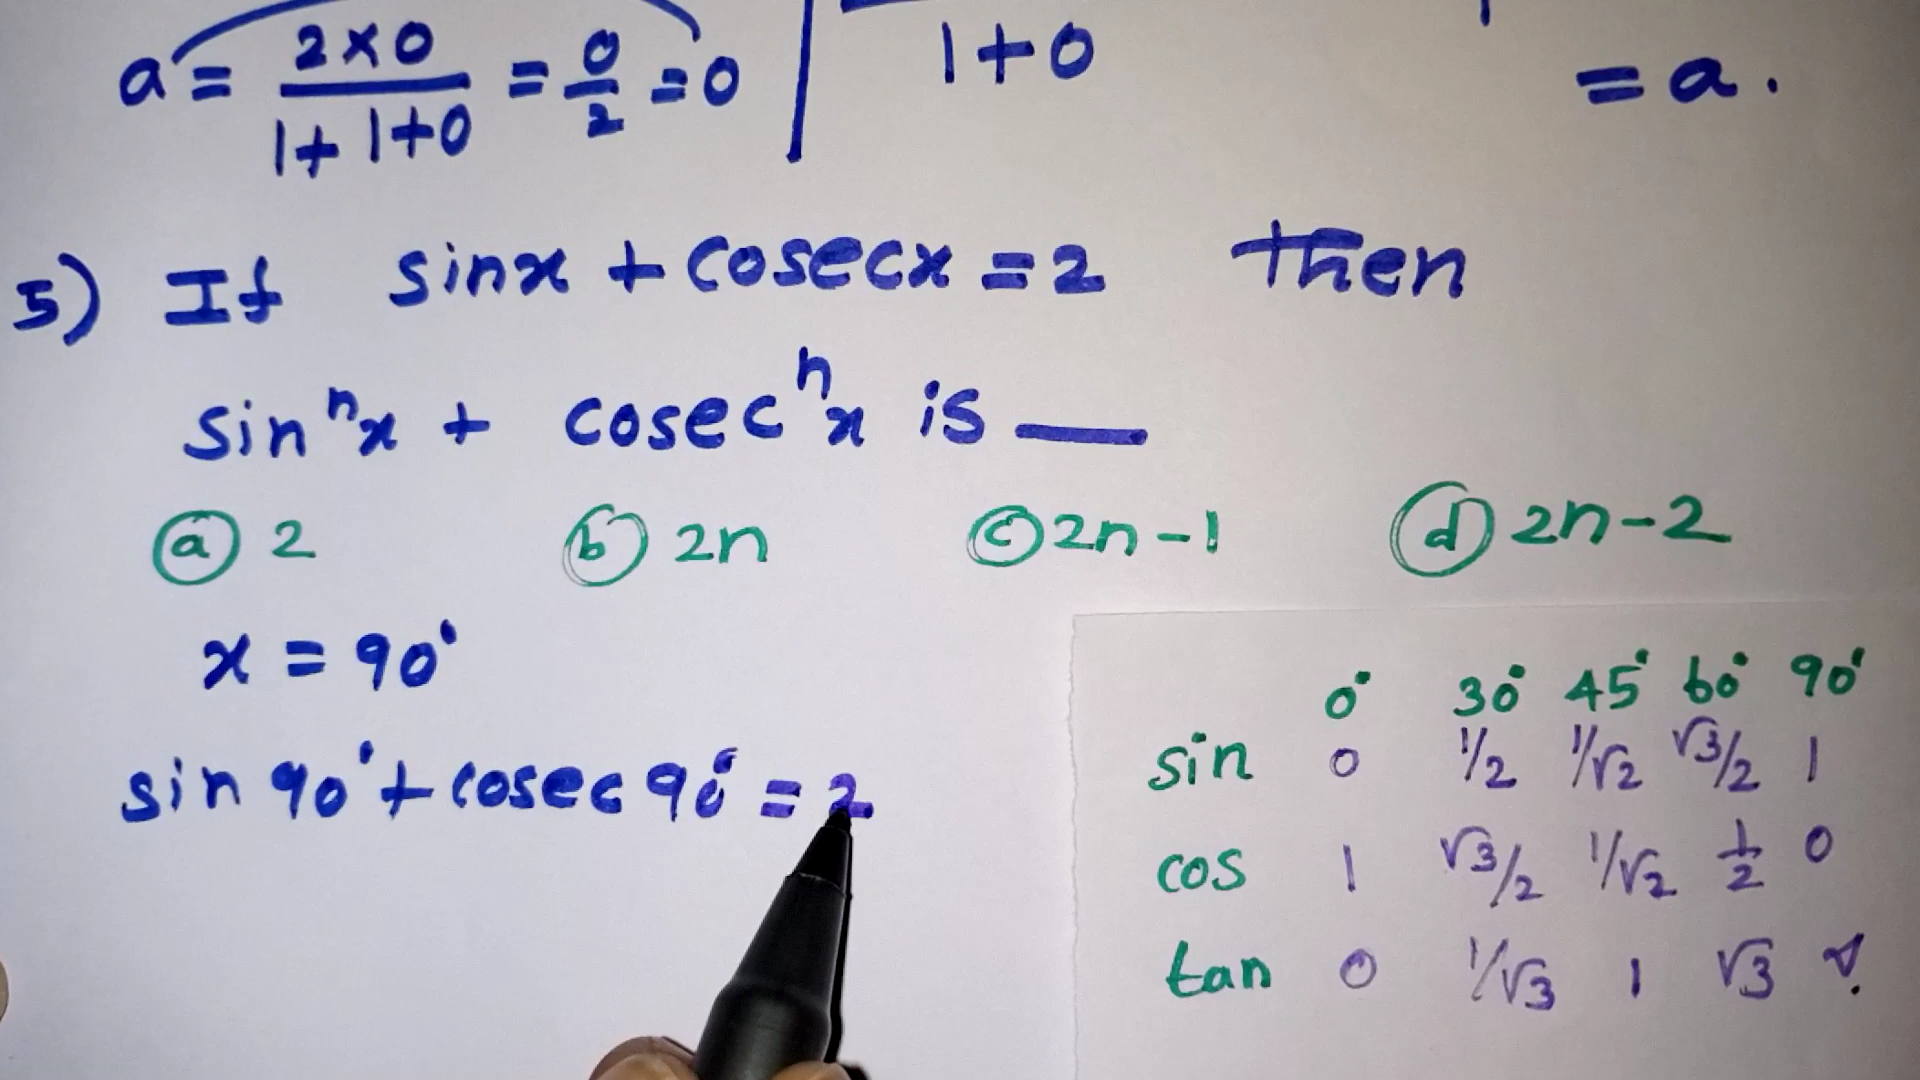 a = 2×0 / 1+1+0 = 0/2 = 0
1+0
= a.
5) If sinx + cosecx = 2 then
sinⁿx + cosecⁿx is __
(a) 2 (b) 2n (c) 2n-1 (d) 2n-2
x = 90°
sin 90° + cosec 90° = 2
0° 30° 45° 60° 90°
sin 0 1/2 1/√2 √3/2 1
cos 1 √3/2 1/√2 1/2 0
tan 0 1/√3 1 √3